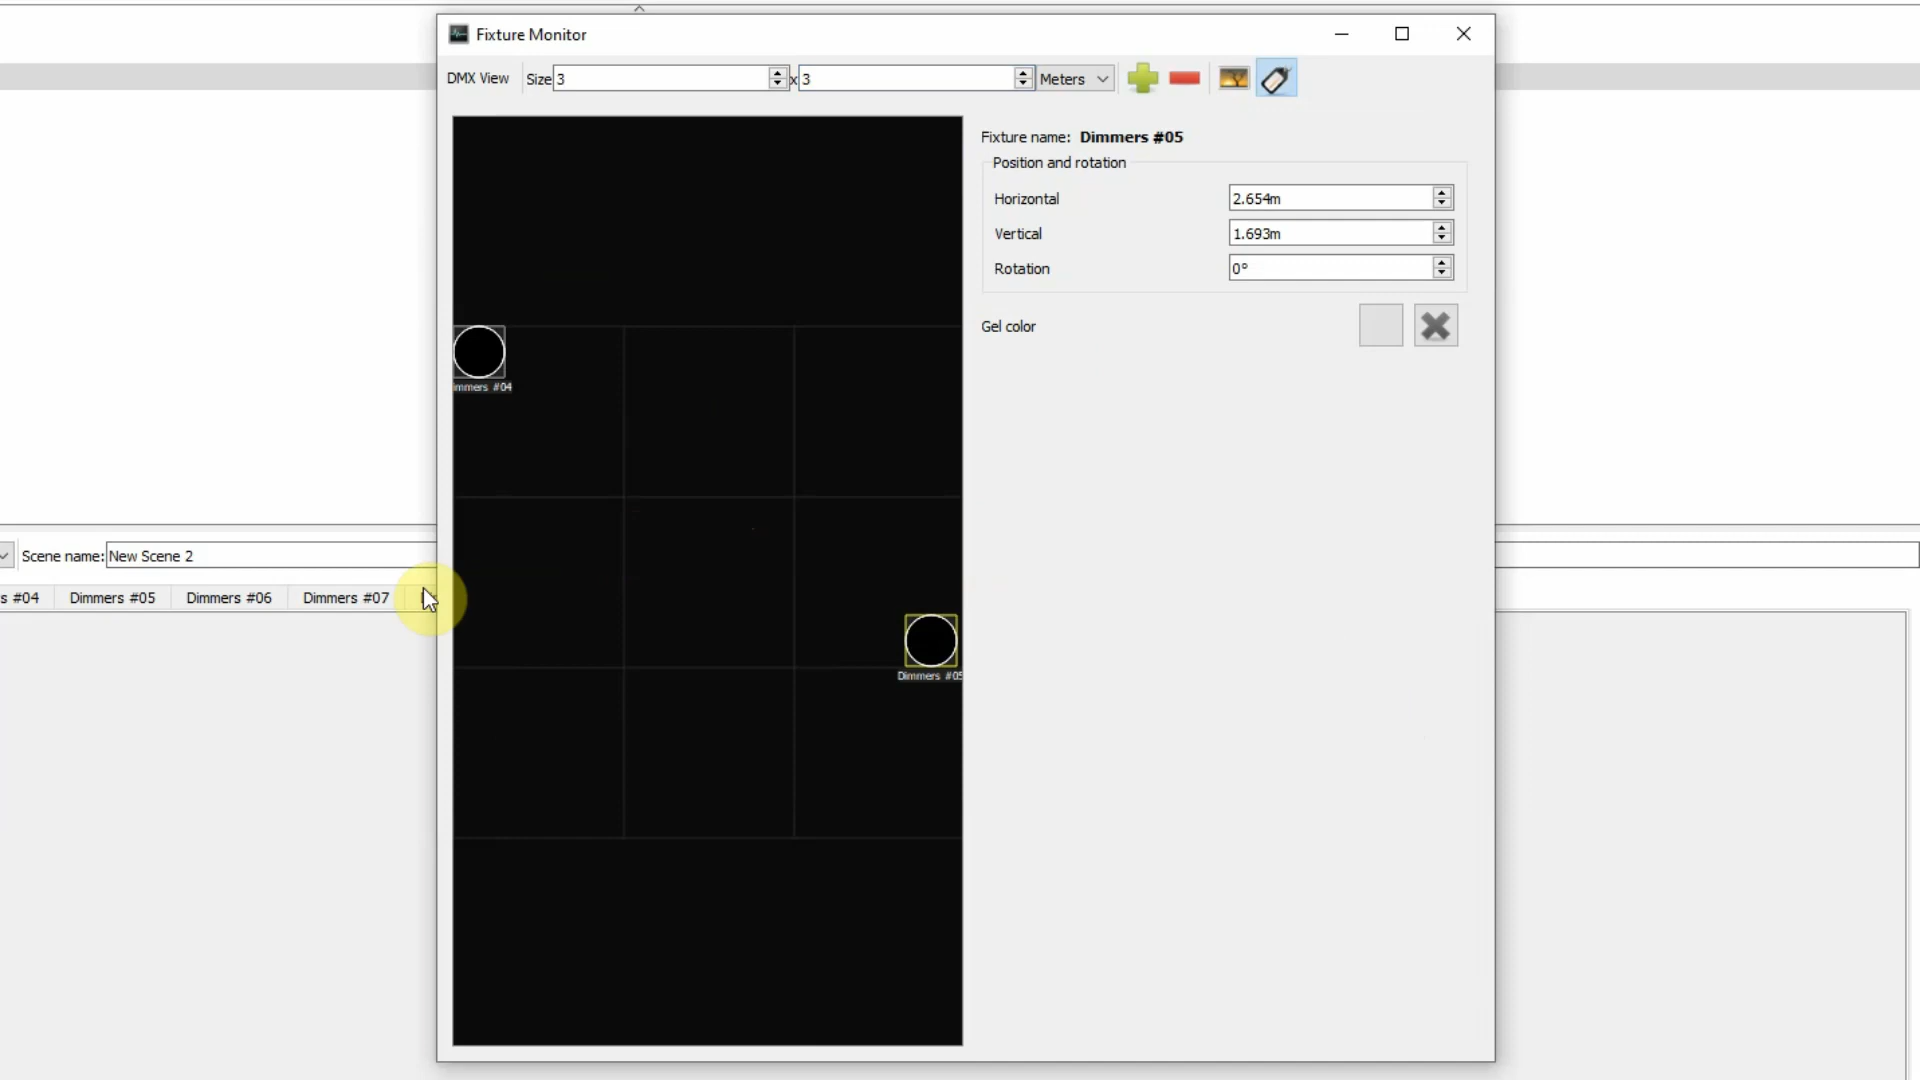 Fixture Monitor
DMX View Size 3 x 3 Meters
Fixture name: Dimmers #05
Position and rotation
Horizontal 2.654m
Vertical 1.693m
Rotation 0°
Gel color
immers #04
Dimmers #05
Scene name: New Scene 2
s #04 Dimmers #05 Dimmers #06 Dimmers #07